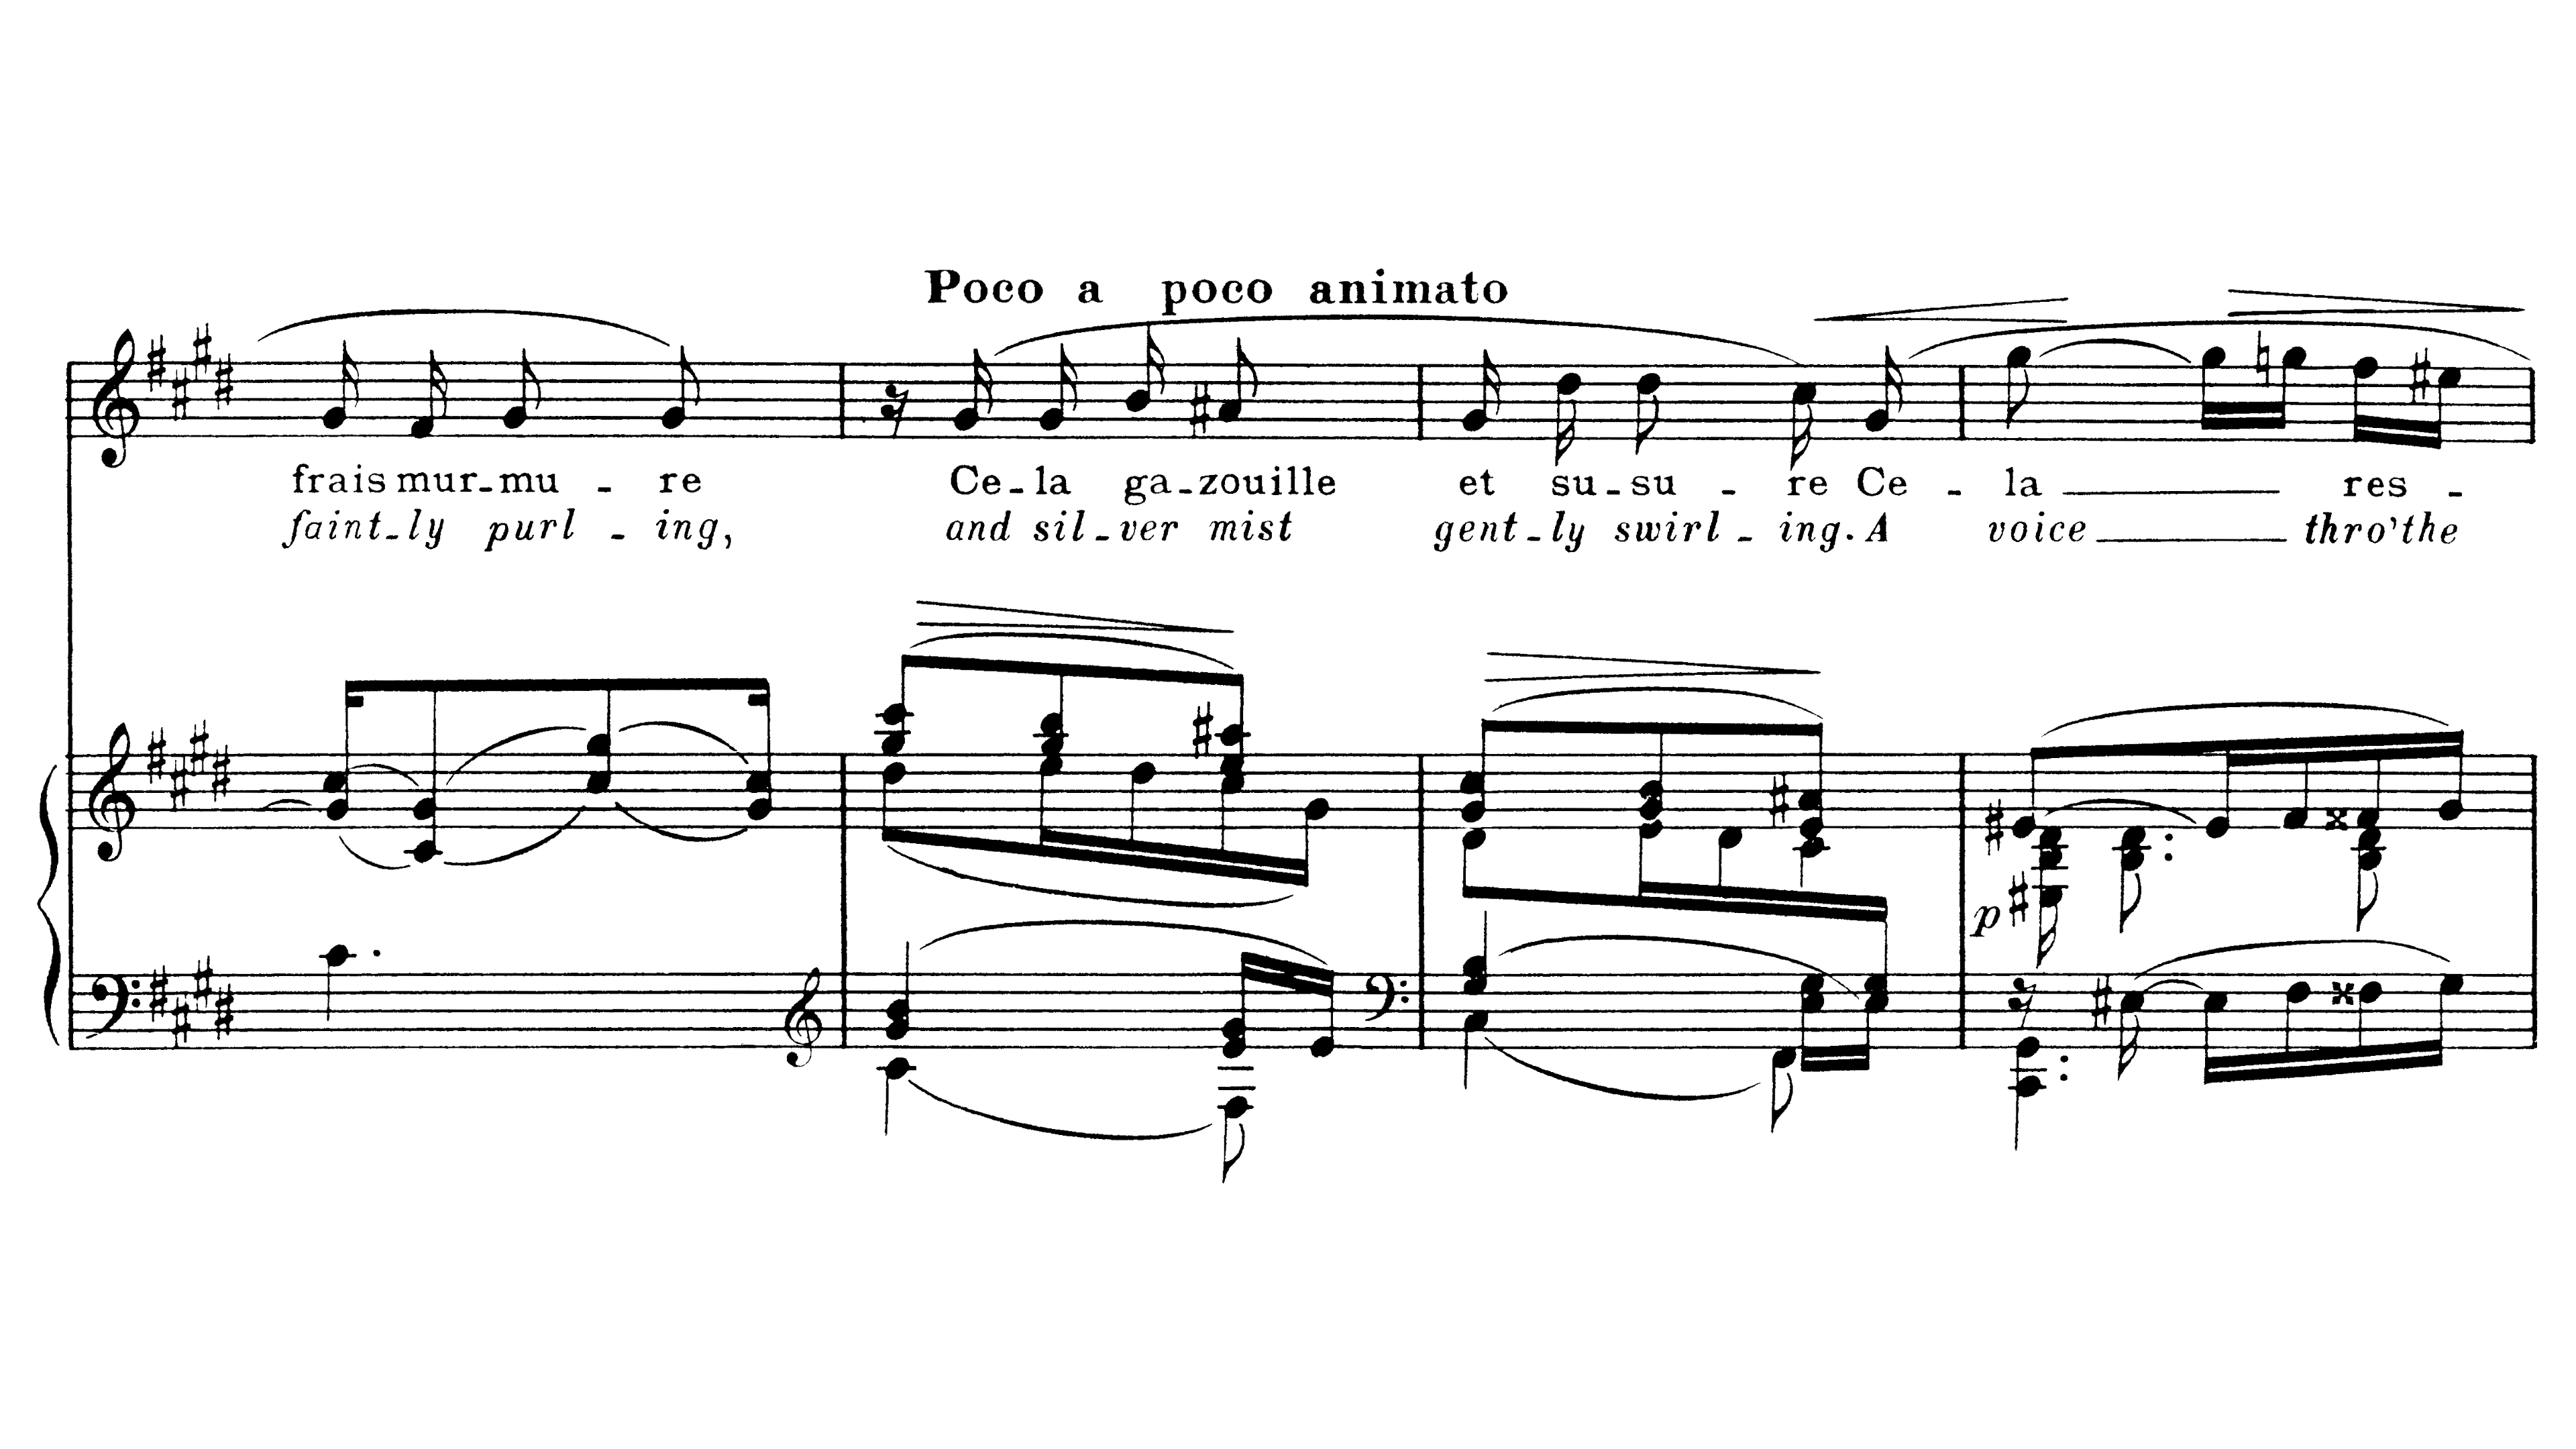 Poco a poco animato
frais mur-mu - re Ce-la ga-zouille et su-su - re Ce - la res -
faint-ly purl - ing, and sil-ver mist gent-ly swirl - ing. A voice thro' the
p